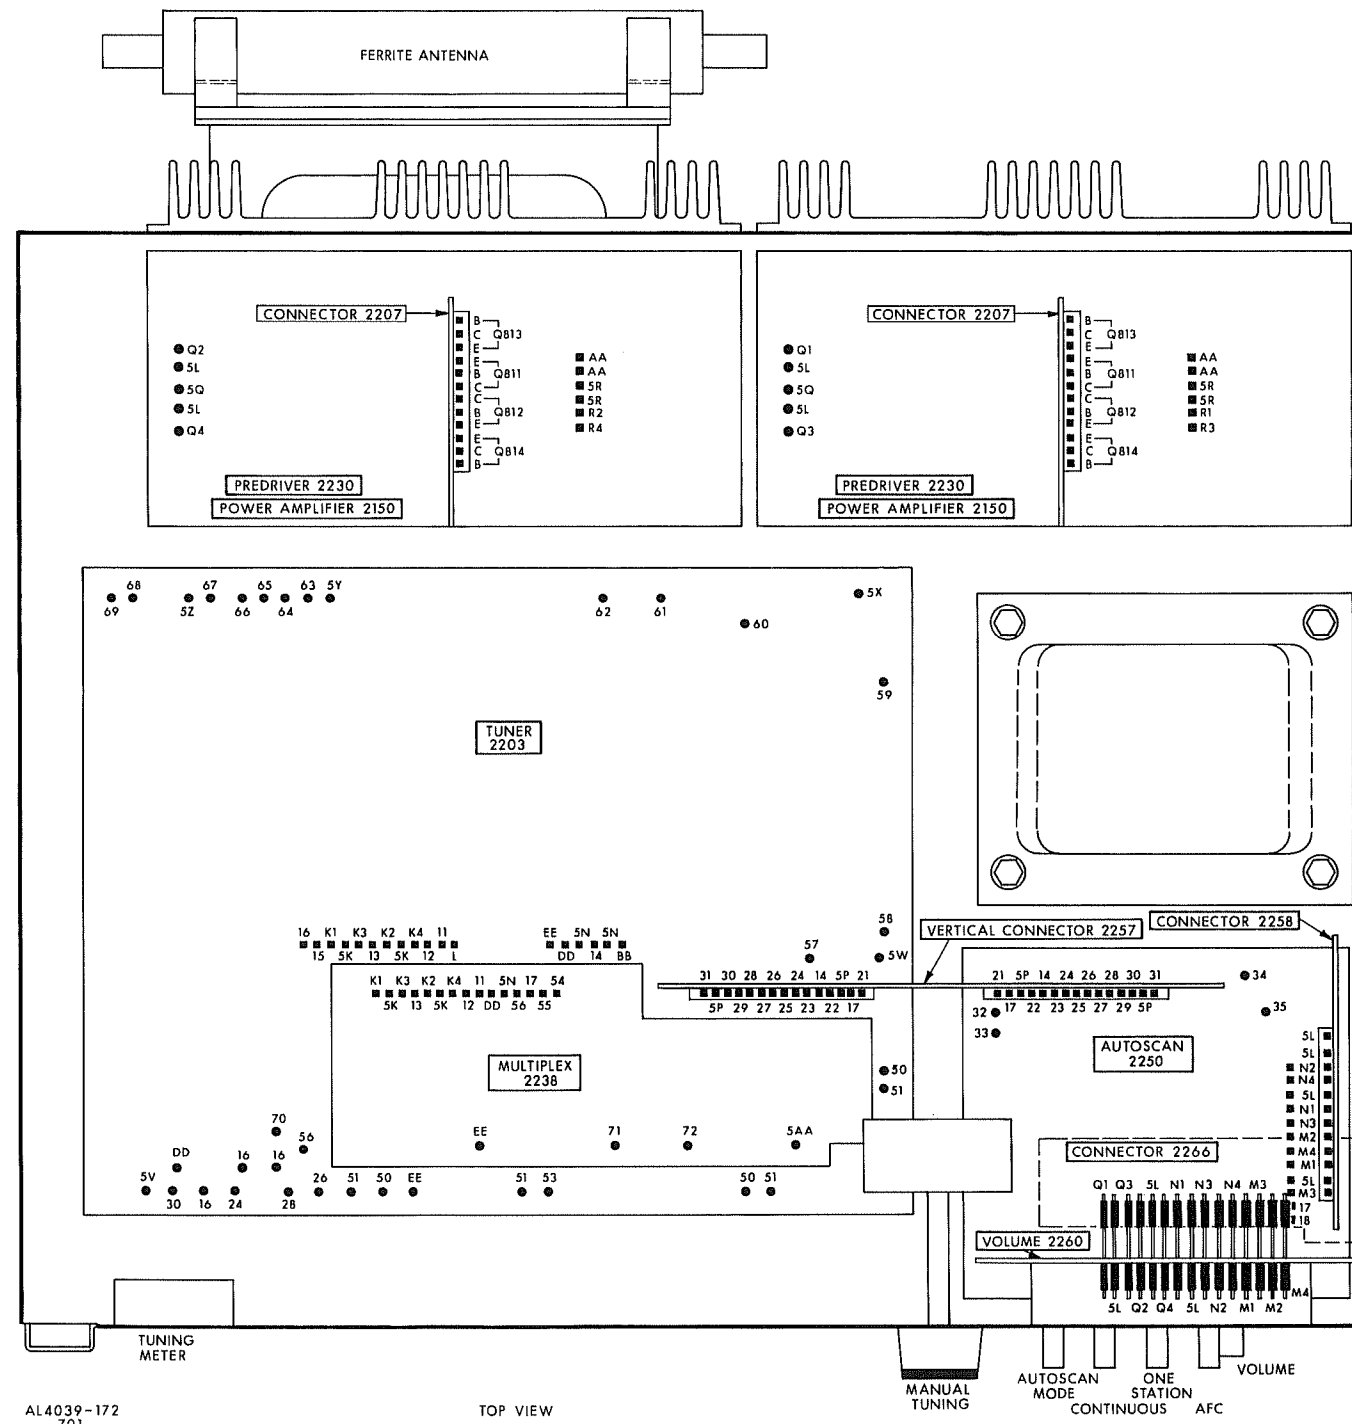 FERRITE ANTENNA
CONNECTOR 2207
B
C Q813
E
E
B Q811
C
C
B Q812
E
E
C Q814
B
Q2
5L
5Q
5L
Q4
AA
AA
5R
5R
R2
R4
PREDRIVER 2230
POWER AMPLIFIER 2150
CONNECTOR 2207
B
C Q813
E
E
B Q811
C
C
B Q812
E
E
C Q814
B
Q1
5L
5Q
5L
Q3
AA
AA
5R
5R
R1
R3
PREDRIVER 2230
POWER AMPLIFIER 2150
68 67 65 63 5Y
69 5Z 66 64 62 61
5X
60
59
TUNER
2203
58
57
5W
16 K1 K3 K2 K4 11 EE 5N 5N
15 5K 13 5K 12 L DD 14 BB
K1 K3 K2 K4 11 5N 17 54
5K 13 5K 12 DD 56 55
VERTICAL CONNECTOR 2257
CONNECTOR 2258
31 30 28 26 24 14 5P 21
5P 29 27 25 23 22 17
21 5P 14 24 26 28 30 31
17 22 23 25 27 29 5P
34
32
33
35
MULTIPLEX
2238
AUTOSCAN
2250
50
51
5L
5L
N2
N4
5L
N1
N3
M2
M4
M1
5L
M3
17
18
70
56
EE 71 72 5AA
DD 16 16
5V 26 51 50 EE 51 53 50 51
30 16 24 28
CONNECTOR 2266
Q1 Q3 5L N1 N3 N4 M3
VOLUME 2260
5L Q2 Q4 5L N2 M1 M2
M4
TUNING
METER
MANUAL
TUNING
AUTOSCAN
MODE
CONTINUOUS
ONE
STATION
AFC
VOLUME
AL4039-172
701
TOP VIEW